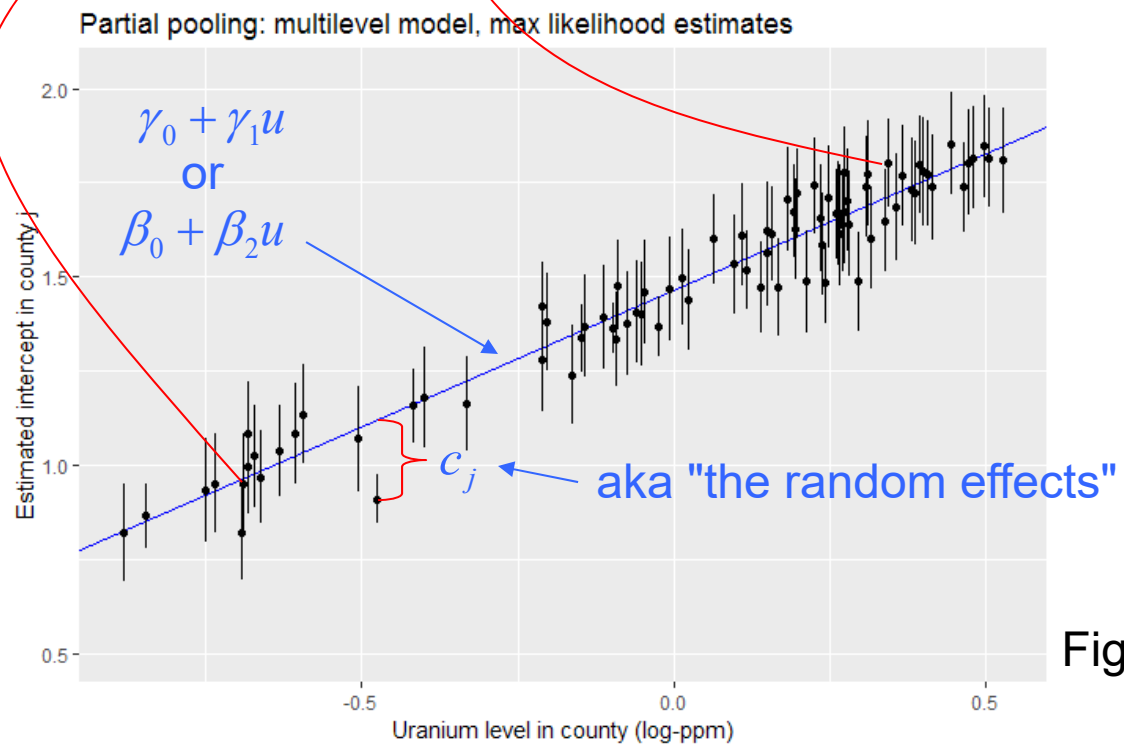 Partial pooling: multilevel model, max likelihood estimates
2.0
γ₀ + γ₁u
or
β₀ + β₂u
Estimated intercept in county j
1.5
1.0
c_j
aka "the random effects"
0.5
Fig
-0.5
0.0
0.5
Uranium level in county (log-ppm)